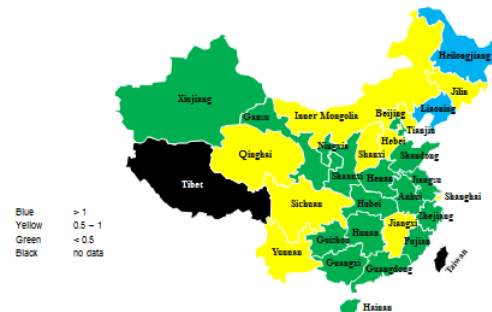 Heilongjiang
Jilin
Liaoning
Xinjiang
Gansu
Inner Mongolia
Beijing
Tianjin
Hebei
Ningxia
Shanxi
Shandong
Qinghai
Shaanxi
Henan
Jiangsu
Tibet
Sichuan
Hubei
Anhui
Shanghai
Zhejiang
Jiangxi
Hunan
Guizhou
Fujian
Yunnan
Guangxi
Guangdong
Taiwan
Hainan
Blue > 1
Yellow 0.5 – 1
Green < 0.5
Black no data